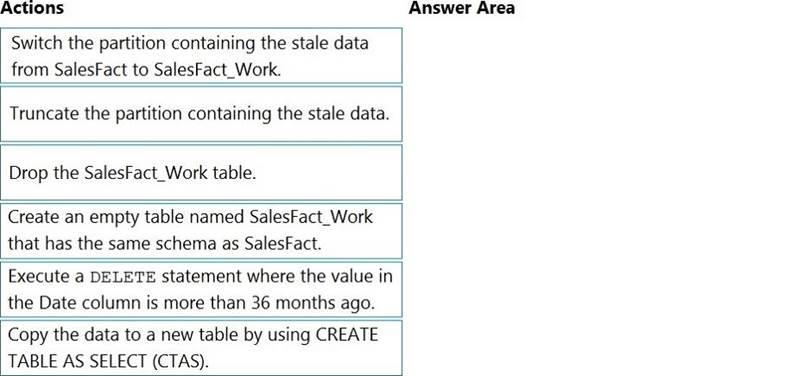 Actions
Answer Area
Switch the partition containing the stale data
from SalesFact to SalesFact_Work.
Truncate the partition containing the stale data.
Drop the SalesFact_Work table.
Create an empty table named SalesFact_Work
that has the same schema as SalesFact.
Execute a DELETE statement where the value in
the Date column is more than 36 months ago.
Copy the data to a new table by using CREATE
TABLE AS SELECT (CTAS).